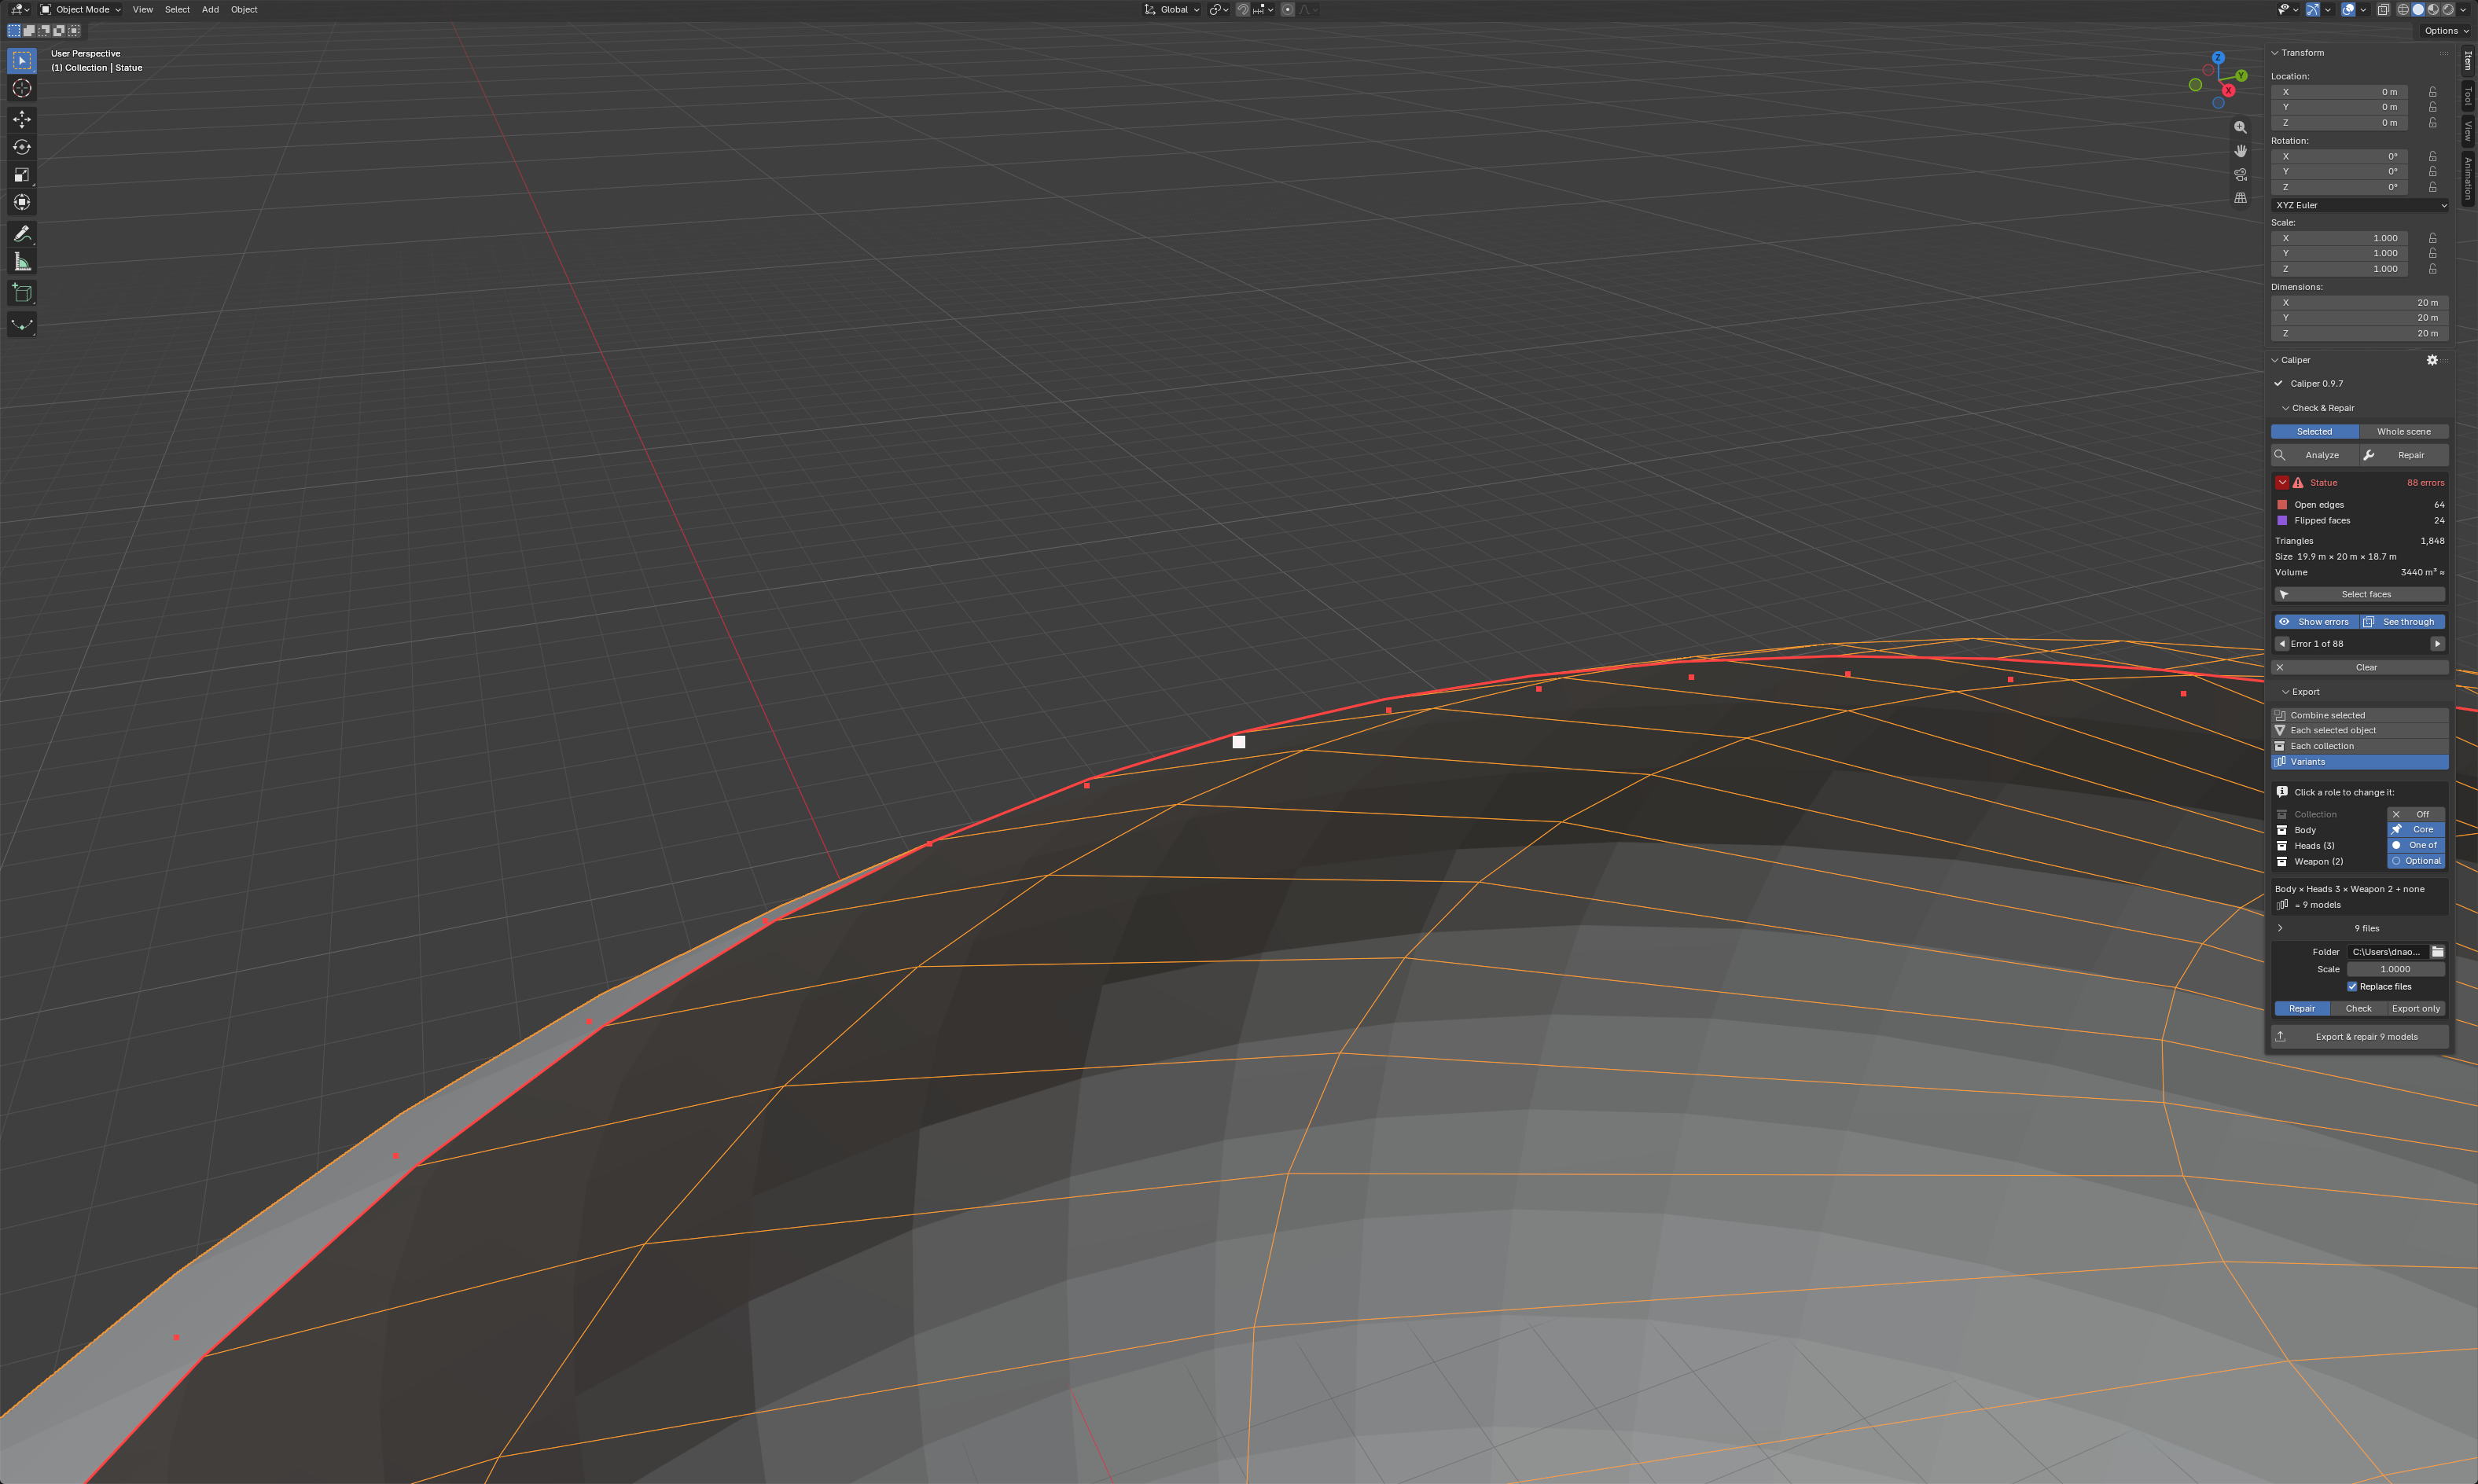 Object Mode View Select Add Object Global
Options
User Perspective
(1) Collection | Statue
Z
Y
X
Item
Tool
View
Animation
Transform
Location:
X 0 m
Y 0 m
Z 0 m
Rotation:
X 0°
Y 0°
Z 0°
XYZ Euler
Scale:
X 1.000
Y 1.000
Z 1.000
Dimensions:
X 20 m
Y 20 m
Z 20 m
Caliper
Caliper 0.9.7
Check & Repair
Selected Whole scene
Analyze Repair
Statue 88 errors
Open edges 64
Flipped faces 24
Triangles 1,848
Size 19.9 m × 20 m × 18.7 m
Volume 3440 m³ ≈
Select faces
Show errors See through
Error 1 of 88
Clear
Export
Combine selected
Each selected object
Each collection
Variants
Click a role to change it:
Collection Off
Body Core
Heads (3) One of
Weapon (2) Optional
Body × Heads 3 × Weapon 2 + none
= 9 models
9 files
Folder C:\Users\dnao...
Scale 1.0000
Replace files
Repair Check Export only
Export & repair 9 models